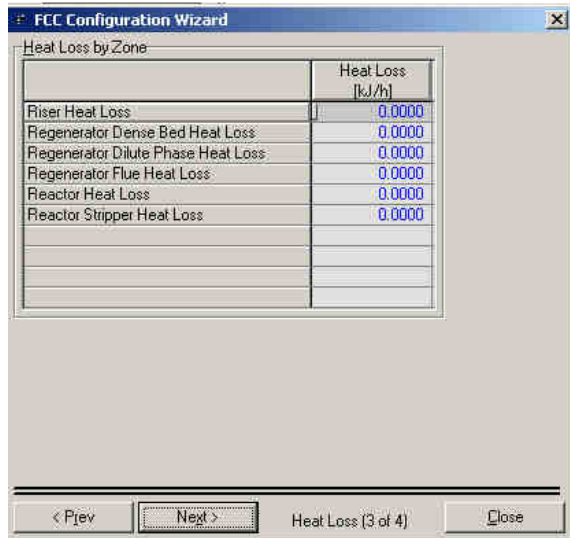 FCC Configuration Wizard
Heat Loss by Zone
Heat Loss
[kJ/h]
Riser Heat Loss 0.0000
Regenerator Dense Bed Heat Loss 0.0000
Regenerator Dilute Phase Heat Loss 0.0000
Regenerator Flue Heat Loss 0.0000
Reactor Heat Loss 0.0000
Reactor Stripper Heat Loss 0.0000
< Prev Next > Heat Loss (3 of 4) Close